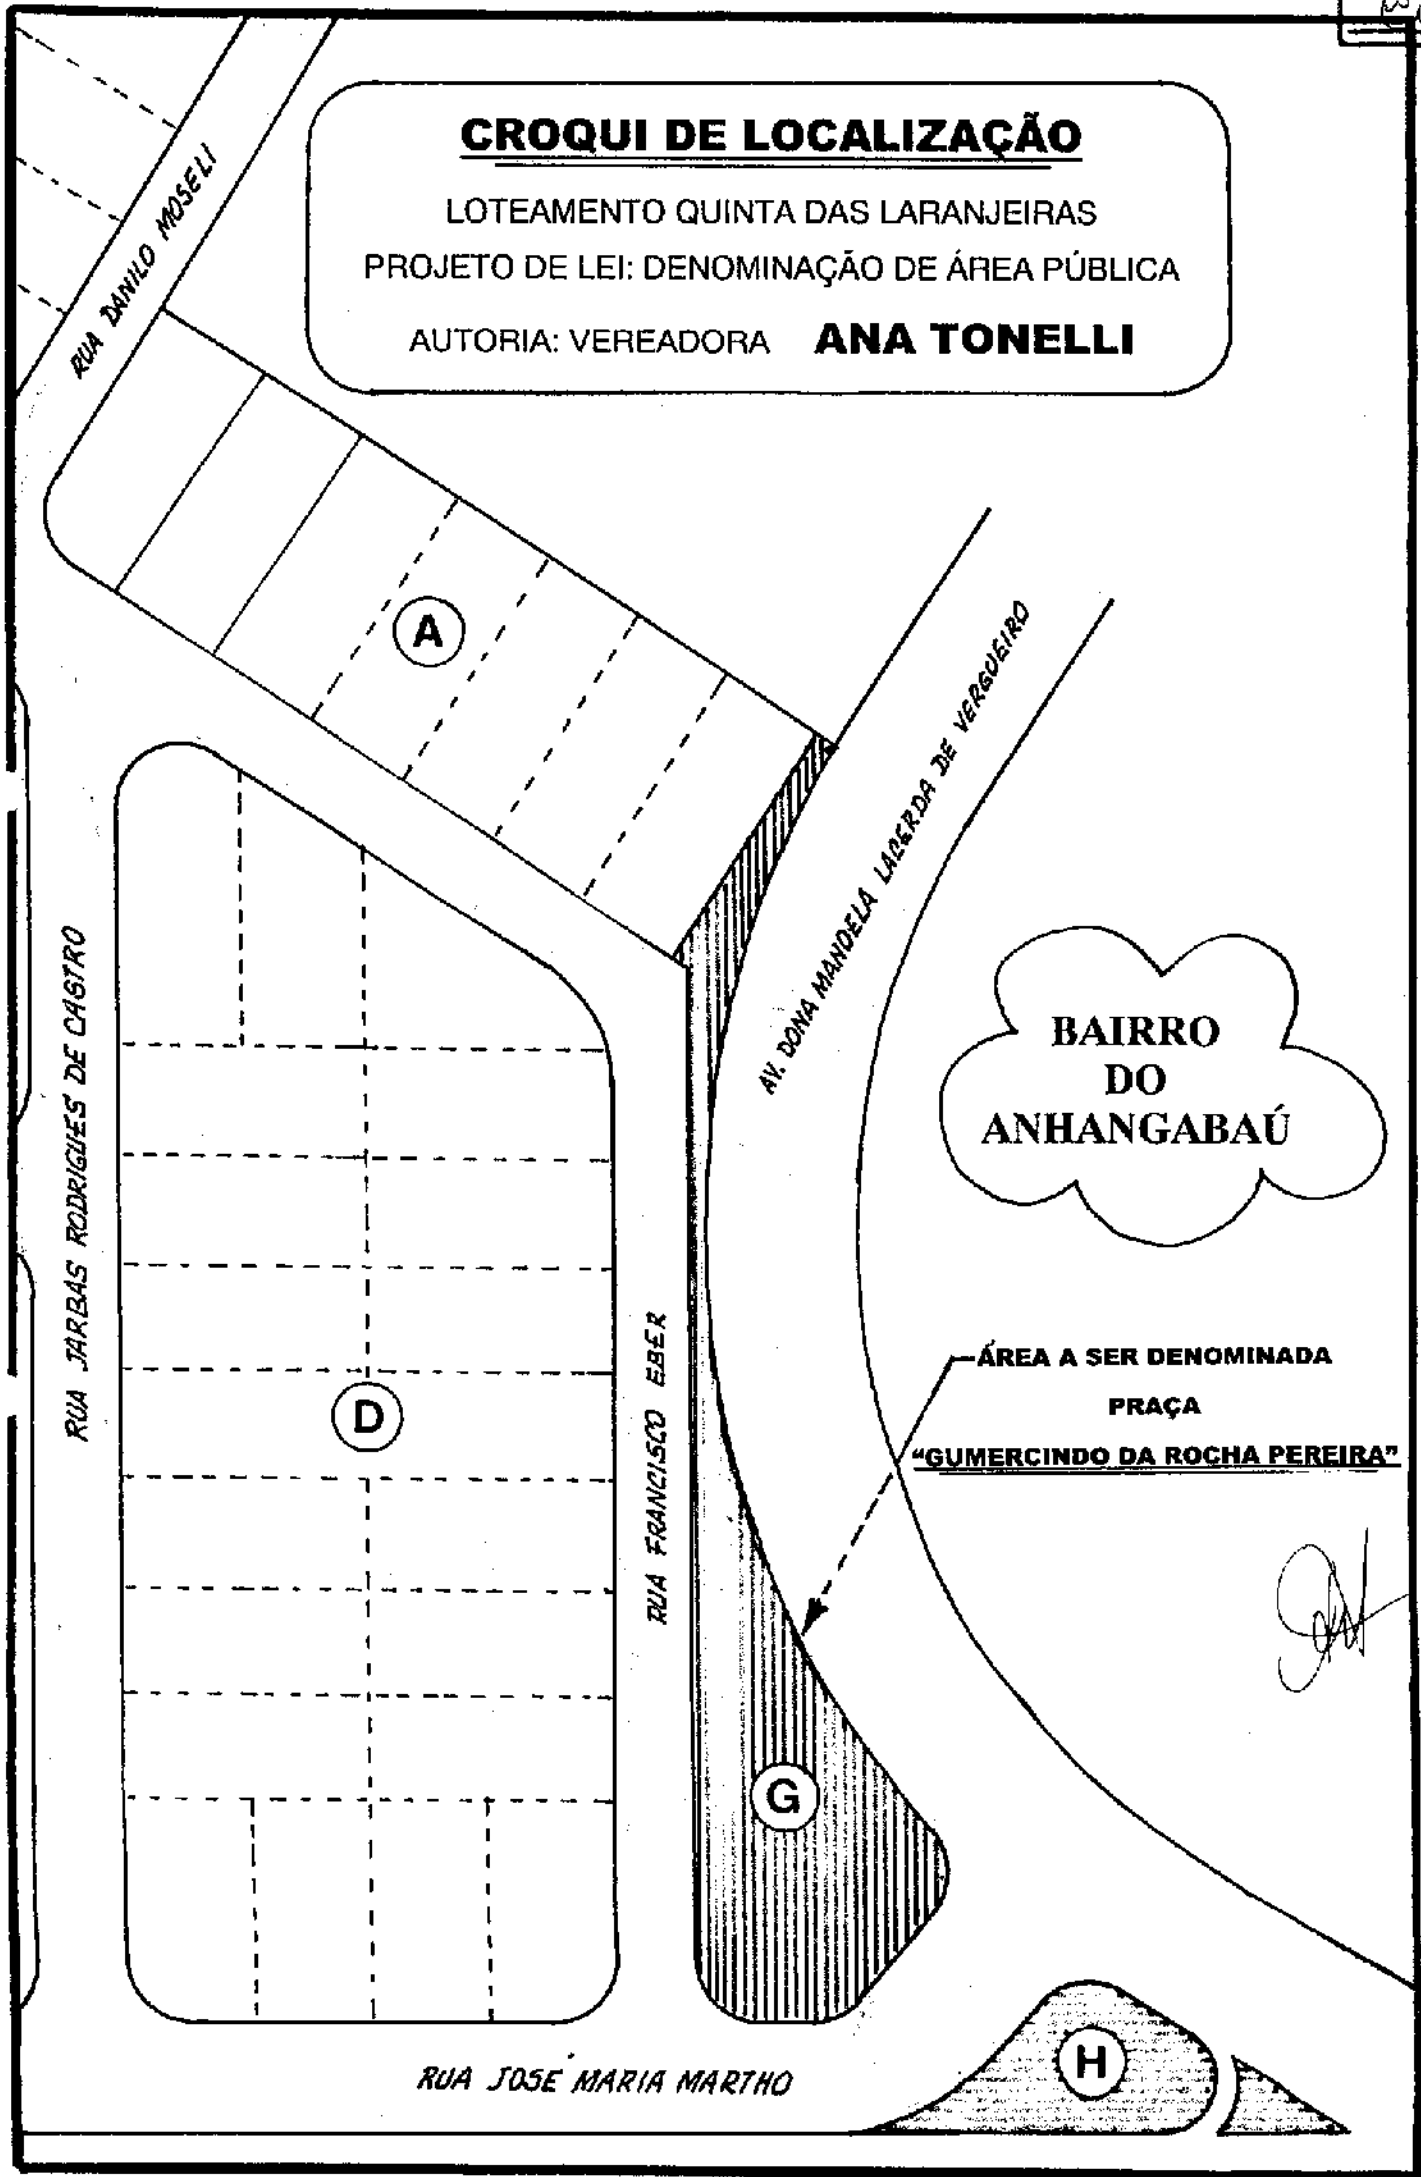 CROQUI DE LOCALIZAÇÃO
LOTEAMENTO QUINTA DAS LARANJEIRAS
PROJETO DE LEI: DENOMINAÇÃO DE ÁREA PÚBLICA
AUTORIA: VEREADORA ANA TONELLI
RUA DANILO MOSELI
A
AV. DONA MANOELA LACERDA DE VERGUEIRO
RUA JARBAS RODRIGUES DE CASTRO
BAIRRO
DO
ANHANGABAÚ
D
RUA FRANCISCO EBER
ÁREA A SER DENOMINADA
PRAÇA
“GUMERCINDO DA ROCHA PEREIRA”
G
H
RUA JOSÉ MARIA MARTHO